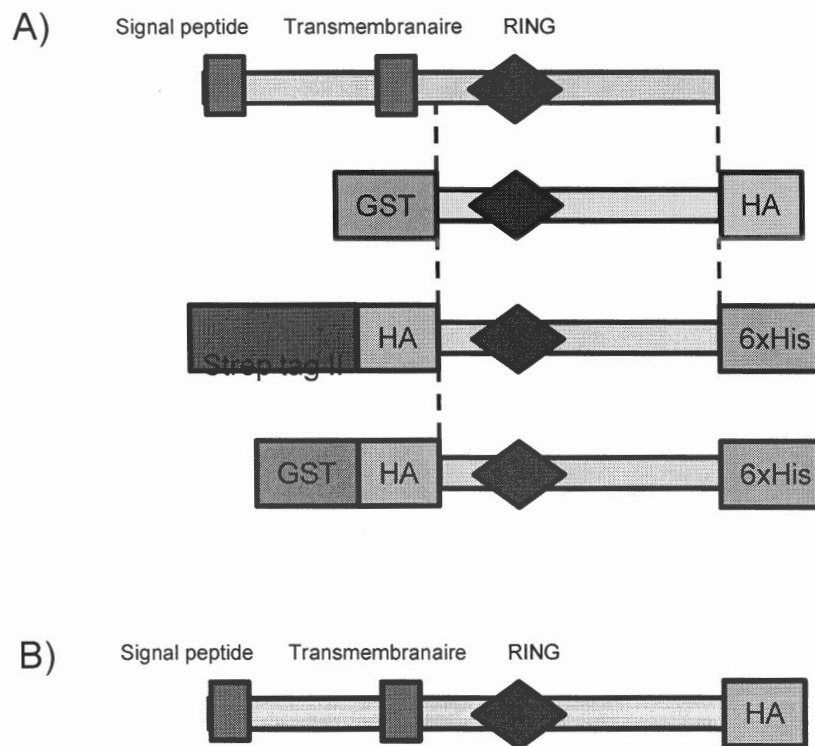 A)
Signal peptide Transmembranaire RING
GST HA
HA 6xHis
Strep tag II
GST HA 6xHis
B)
Signal peptide Transmembranaire RING
HA